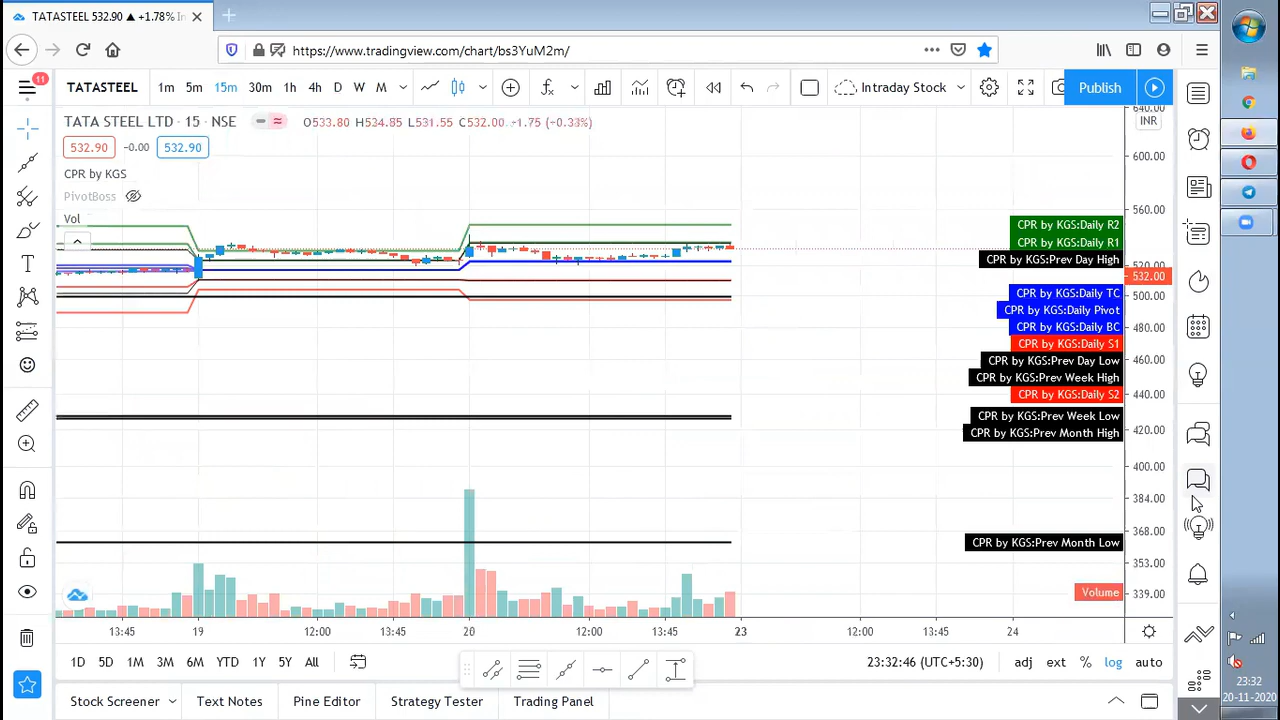 TATASTEEL 532.90 ▲ +1.78% In
https://www.tradingview.com/chart/bs3YuM2m/
11
TATASTEEL 1m 5m 15m 30m 1h 4h D W M Intraday Stock Publish
TATA STEEL LTD · 15 · NSE
O533.80 H534.85 L531.55 C532.00 -1.75 (-0.33%)
532.90 -0.00 532.90
CPR by KGS
PivotBoss
Vol
640.00
INR
600.00
560.00
520.00
532.00
500.00
480.00
460.00
440.00
420.00
400.00
384.00
368.00
353.00
339.00
CPR by KGS:Daily R2
CPR by KGS:Daily R1
CPR by KGS:Prev Day High
CPR by KGS:Daily TC
CPR by KGS:Daily Pivot
CPR by KGS:Daily BC
CPR by KGS:Daily S1
CPR by KGS:Prev Day Low
CPR by KGS:Prev Week High
CPR by KGS:Daily S2
CPR by KGS:Prev Week Low
CPR by KGS:Prev Month High
CPR by KGS:Prev Month Low
Volume
13:45 19 12:00 13:45 20 12:00 13:45 23 12:00 13:45 24
1D 5D 1M 3M 6M YTD 1Y 5Y All
23:32:46 (UTC+5:30) adj ext % log auto
Stock Screener Text Notes Pine Editor Strategy Tester Trading Panel
23:32
20-11-2020